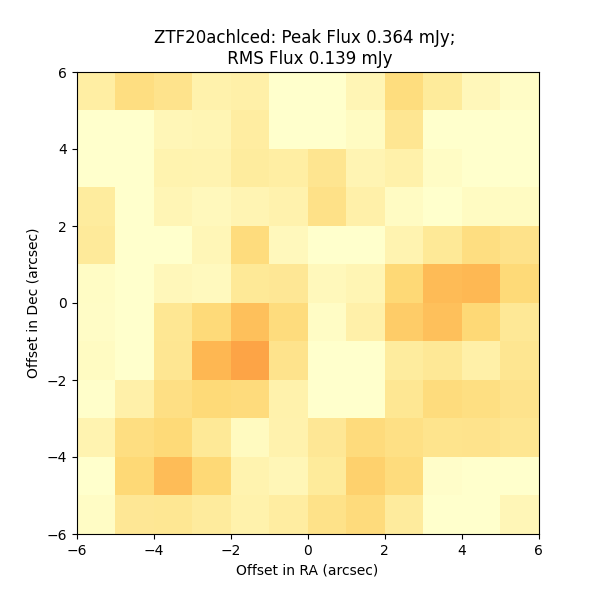 ZTF20achlced: Peak Flux 0.364 mJy;
RMS Flux 0.139 mJy
6
4
2
0
−2
−4
−6
Offset in Dec (arcsec)
−6 −4 −2 0 2 4 6
Offset in RA (arcsec)